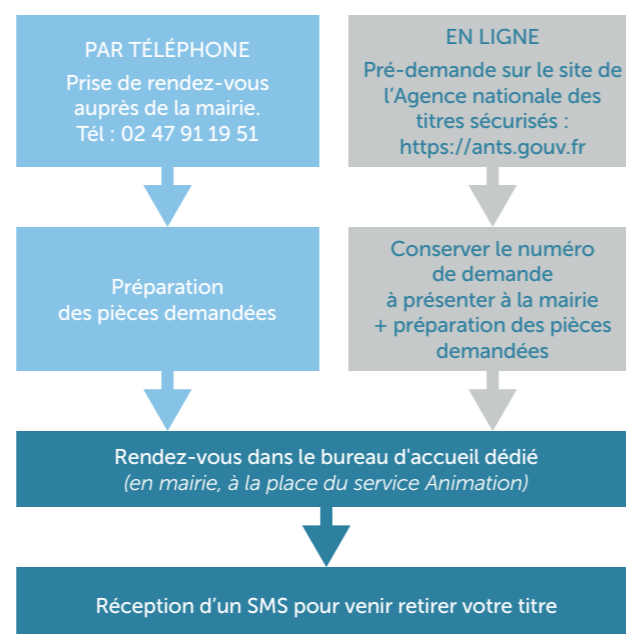 PAR TÉLÉPHONE
Prise de rendez-vous
auprès de la mairie.
Tél : 02 47 91 19 51
EN LIGNE
Pré-demande sur le site de
l'Agence nationale des
titres sécurisés :
https://ants.gouv.fr
Préparation
des pièces demandées
Conserver le numéro
de demande
à présenter à la mairie
+ préparation des pièces
demandées
Rendez-vous dans le bureau d'accueil dédié
(en mairie, à la place du service Animation)
Réception d'un SMS pour venir retirer votre titre